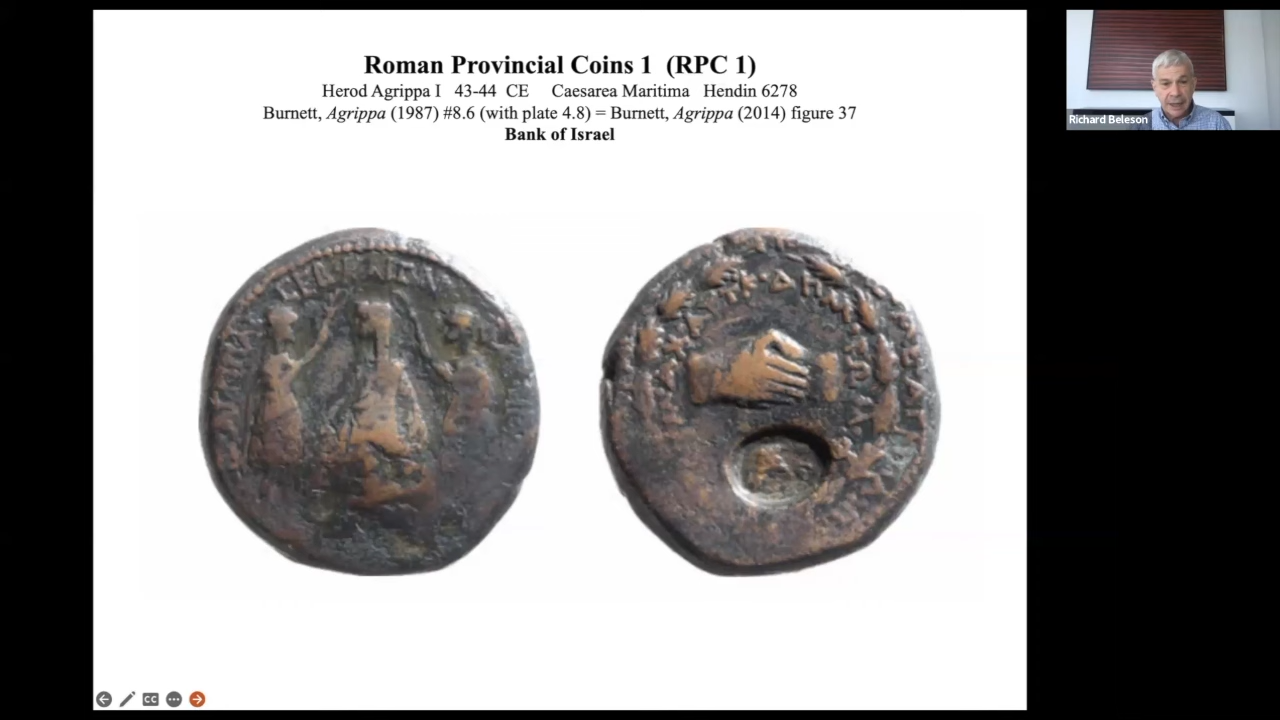 Roman Provincial Coins 1 (RPC 1)
Herod Agrippa I 43-44 CE Caesarea Maritima Hendin 6278
Burnett, Agrippa (1987) #8.6 (with plate 4.8) = Burnett, Agrippa (2014) figure 37
Bank of Israel
Richard Beleson
CC